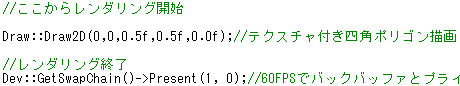 //ここからレンダリング開始
Draw::Draw2D(0,0,0.5f,0.5f,0.0f);//テクスチャ付き四角ポリゴン描画
//レンダリング終了
Dev::GetSwapChain()->Present(1, 0);//60FPSでバックバッファとプライ